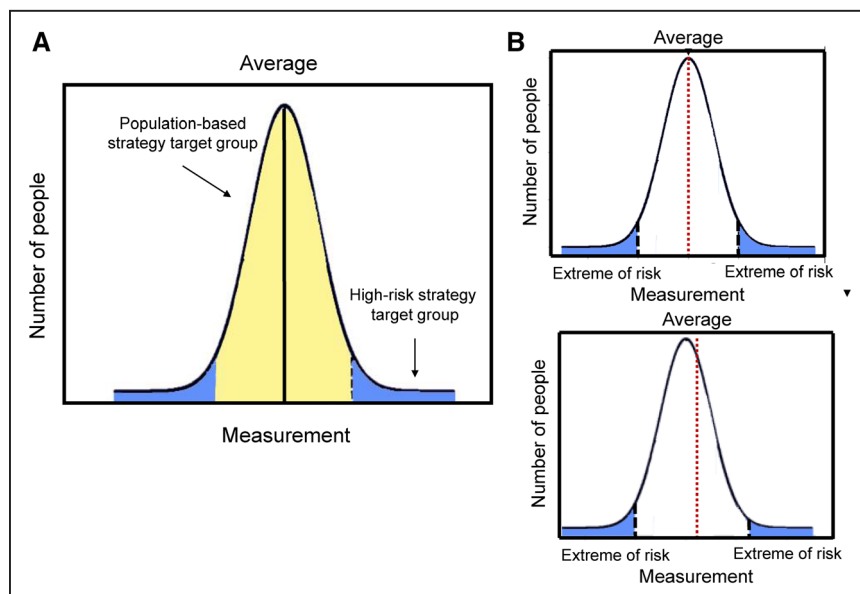 A
Average
Population-based
strategy target group
Number of people
High-risk strategy
target group
Measurement
B
Average
Number of people
Extreme of risk
Extreme of risk
Measurement
Average
Number of people
Extreme of risk
Extreme of risk
Measurement